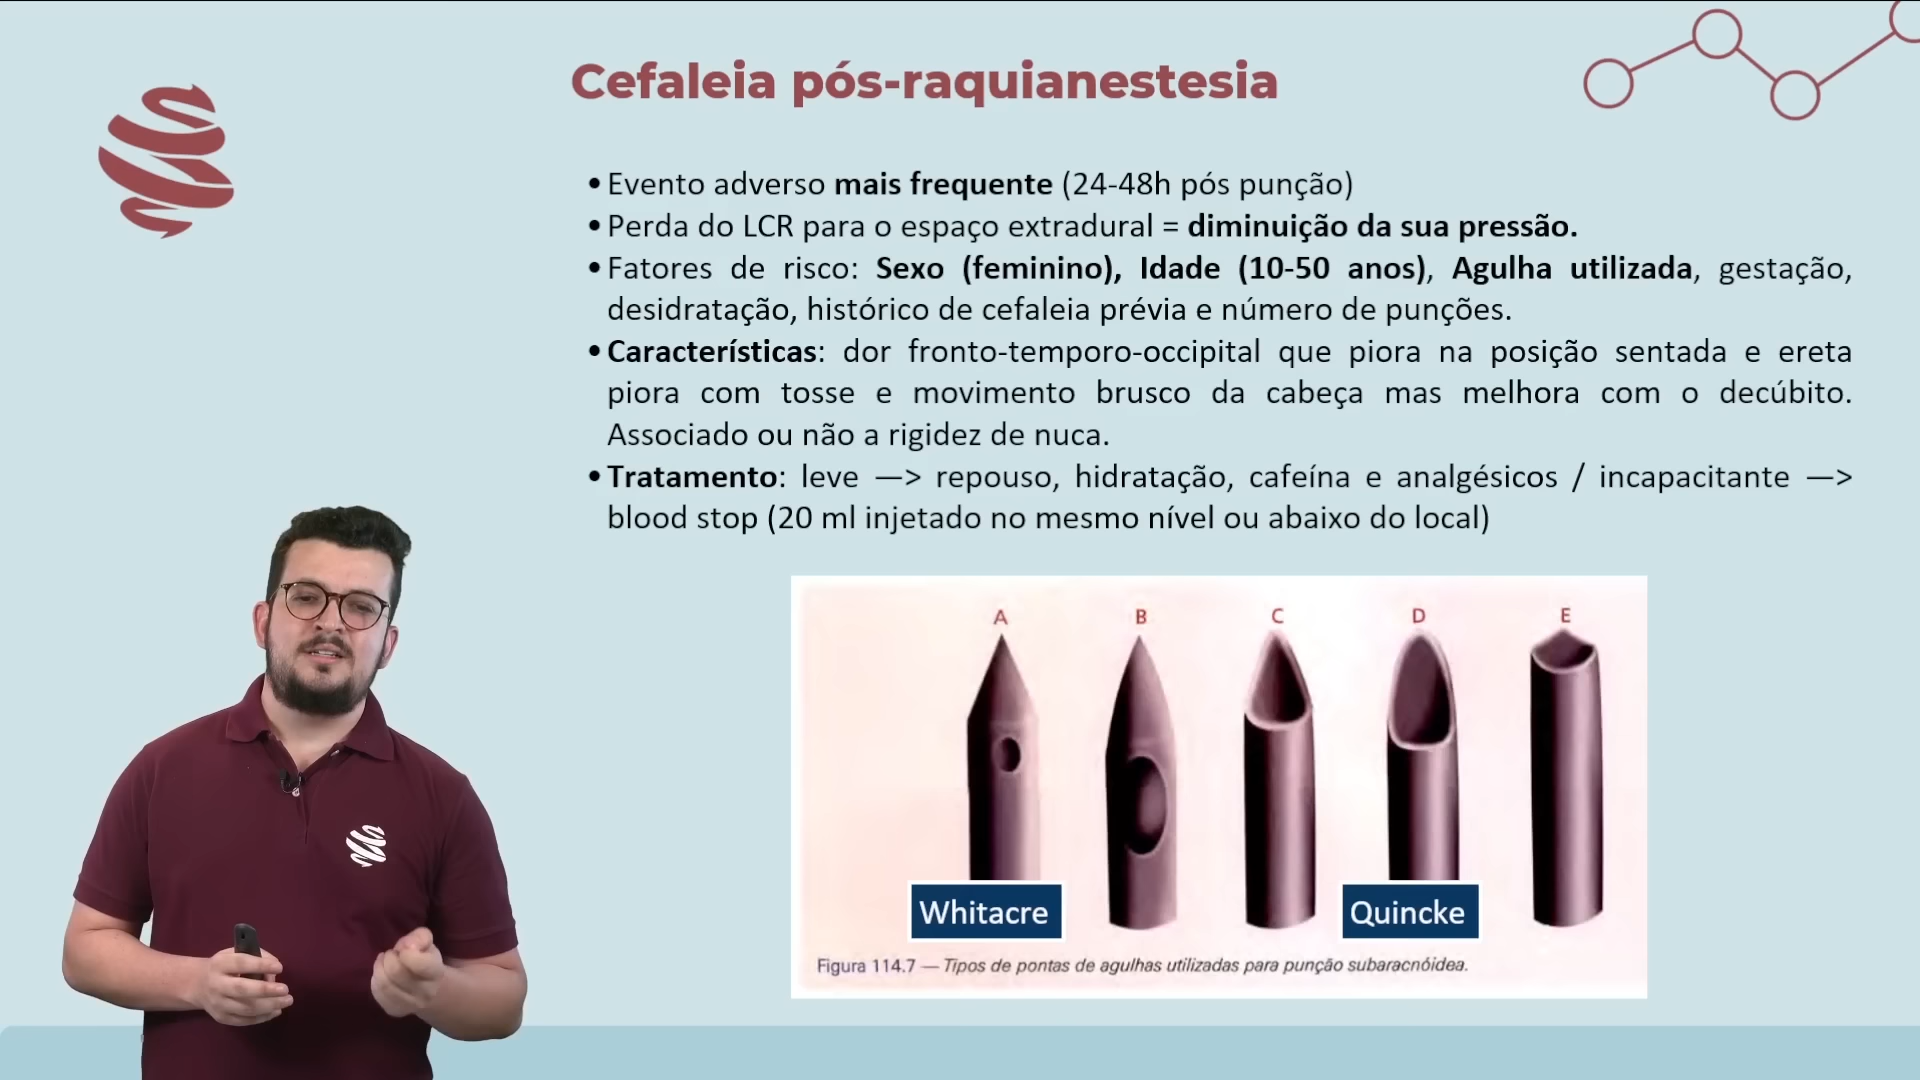 Cefaleia pós-raquianestesia
•Evento adverso mais frequente (24-48h pós punção)
•Perda do LCR para o espaço extradural = diminuição da sua pressão.
•Fatores de risco: Sexo (feminino), Idade (10-50 anos), Agulha utilizada, gestação,
desidratação, histórico de cefaleia prévia e número de punções.
•Características: dor fronto-temporo-occipital que piora na posição sentada e ereta
piora com tosse e movimento brusco da cabeça mas melhora com o decúbito.
Associado ou não a rigidez de nuca.
•Tratamento: leve —> repouso, hidratação, cafeína e analgésicos / incapacitante —>
blood stop (20 ml injetado no mesmo nível ou abaixo do local)
A B C D E
Whitacre Quincke
Figura 114.7 — Tipos de pontas de agulhas utilizadas para punção subaracnóidea.